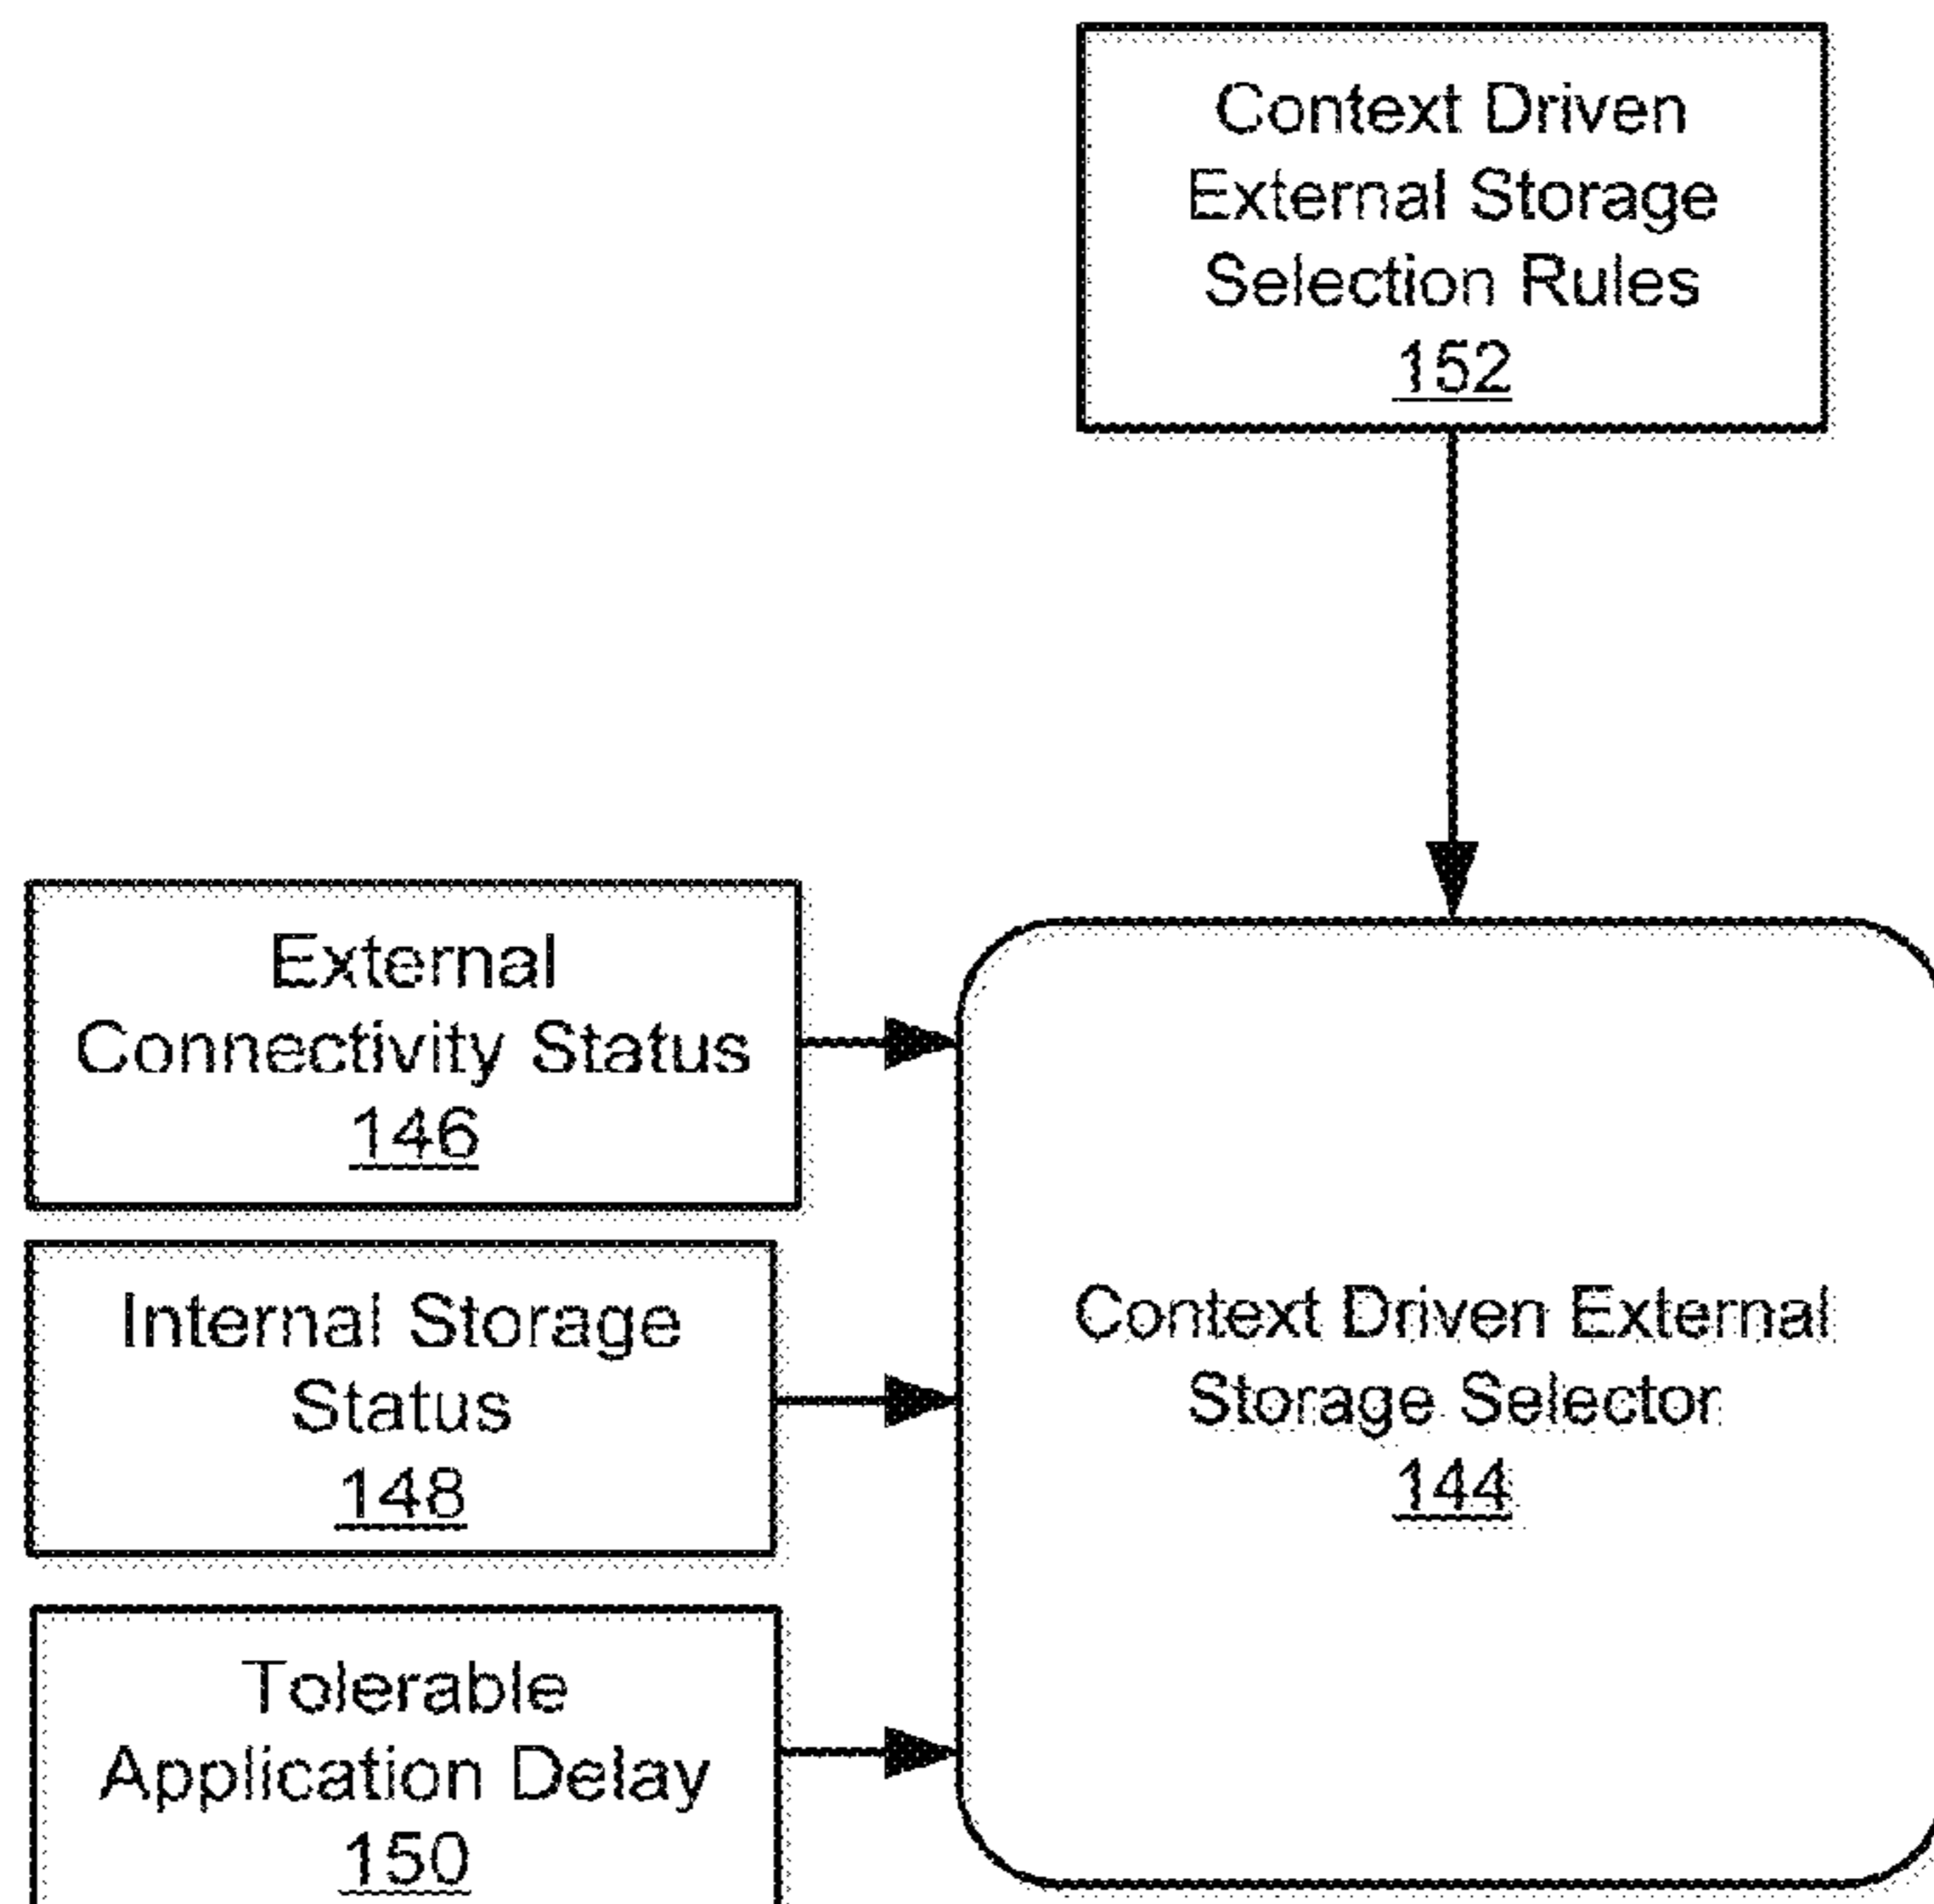 Context Driven
External Storage
Selection Rules
152
External
Connectivity Status
146
Internal Storage
Status
148
Context Driven External
Storage Selector
144
Tolerable
Application Delay
150